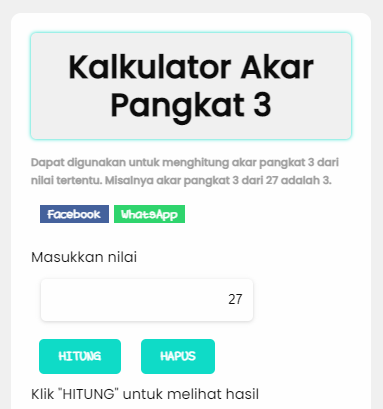 Kalkulator Akar
Pangkat 3
Dapat digunakan untuk menghitung akar pangkat 3 dari
nilai tertentu. Misalnya akar pangkat 3 dari 27 adalah 3.
Facebook WhatsApp
Masukkan nilai
27
HITUNG HAPUS
Klik "HITUNG" untuk melihat hasil